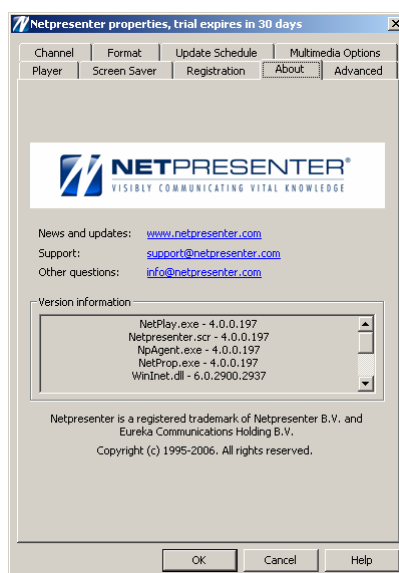 Netpresenter properties, trial expires in 30 days
Channel Format Update Schedule Multimedia Options
Player Screen Saver Registration About Advanced
NETPRESENTER®
VISIBLY COMMUNICATING VITAL KNOWLEDGE
News and updates: www.netpresenter.com
Support: support@netpresenter.com
Other questions: info@netpresenter.com
Version information
NetPlay.exe - 4.0.0.197
Netpresenter.scr - 4.0.0.197
NpAgent.exe - 4.0.0.197
NetProp.exe - 4.0.0.197
WinInet.dll - 6.0.2900.2937
Netpresenter is a registered trademark of Netpresenter B.V. and
Eureka Communications Holding B.V.
Copyright (c) 1995-2006. All rights reserved.
OK Cancel Help